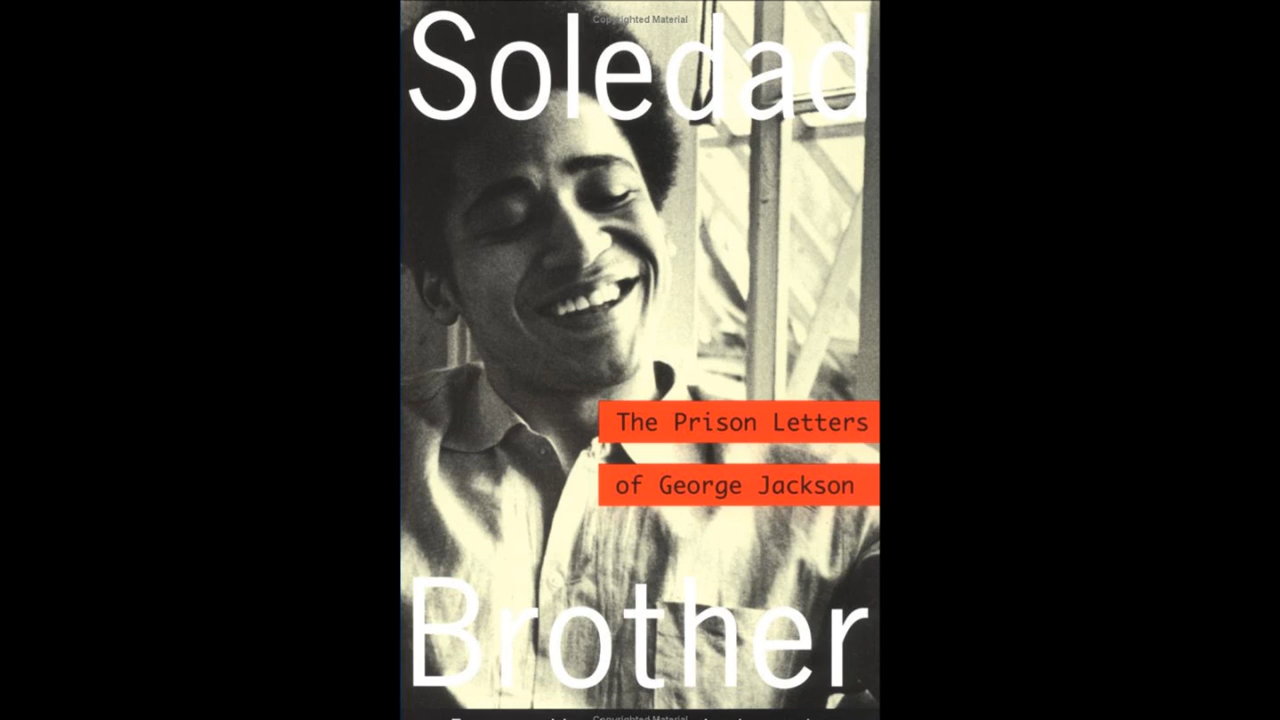 Copyrighted Material
Soledad
The Prison Letters
of George Jackson
Brother
Copyrighted Material